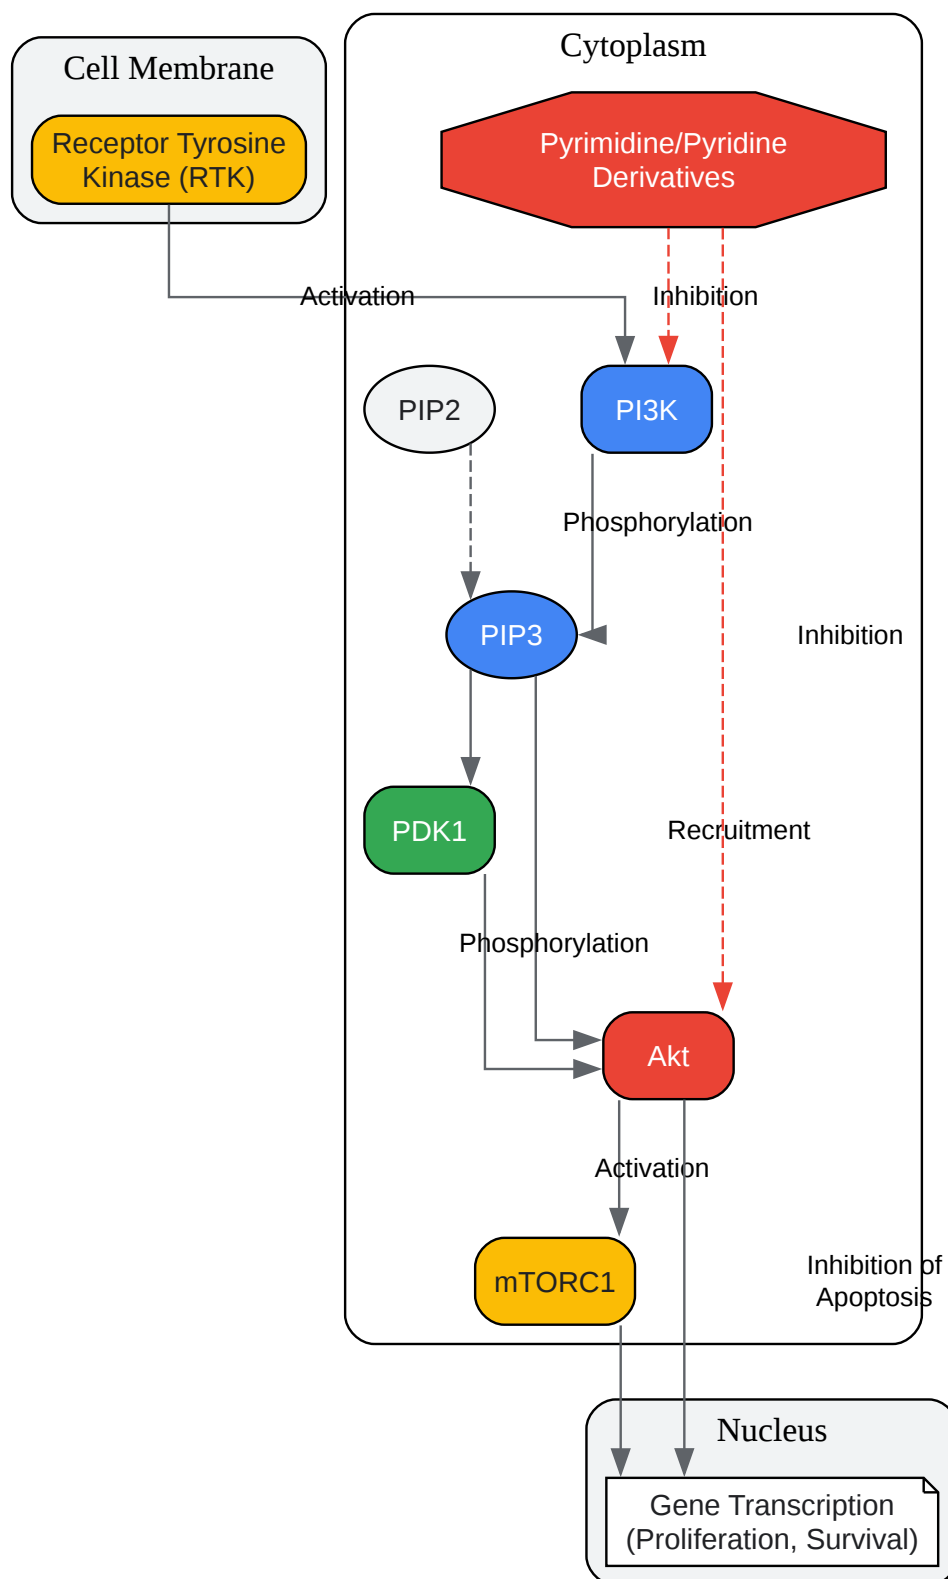 Cytoplasm
Cell Membrane
Receptor Tyrosine
Kinase (RTK)
Pyrimidine/Pyridine
Derivatives
Activation
Inhibition
PIP2
PI3K
Phosphorylation
PIP3
Inhibition
PDK1
Recruitment
Phosphorylation
Akt
Activation
mTORC1
Inhibition of
Apoptosis
Nucleus
Gene Transcription
(Proliferation, Survival)